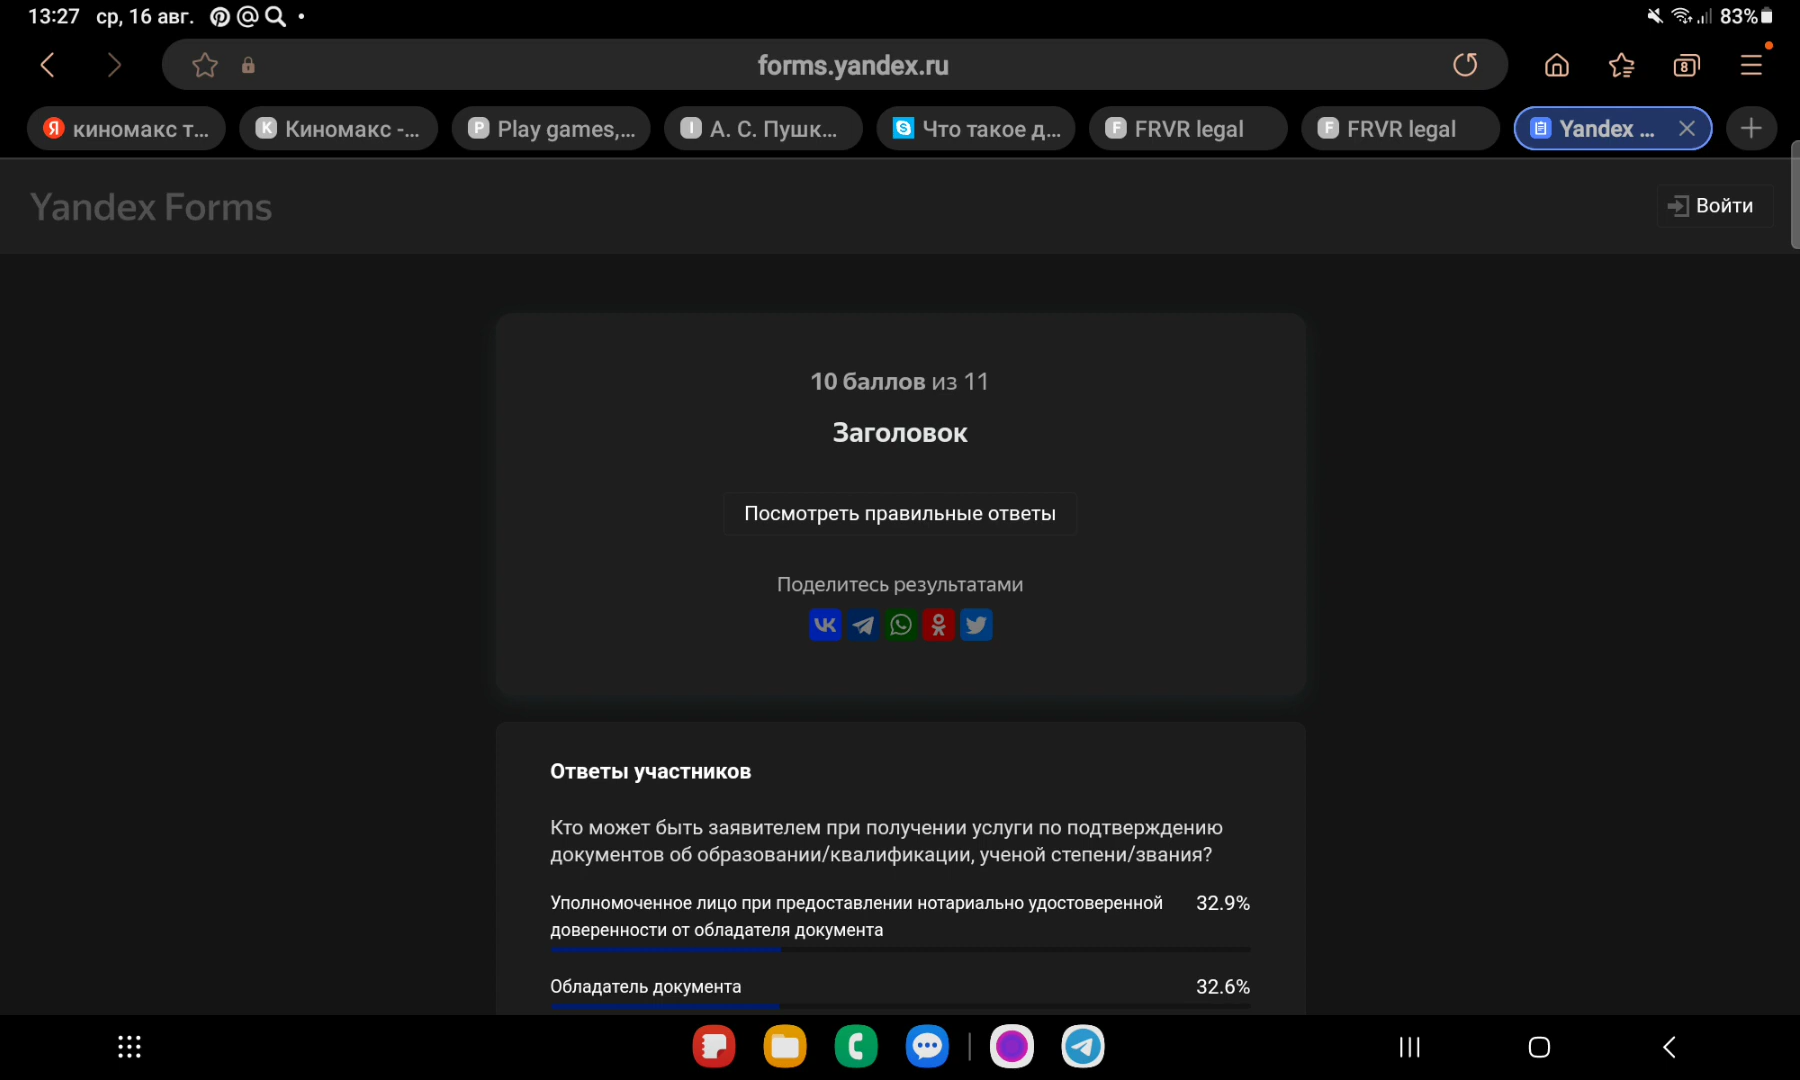 13:27 ср, 16 авг.
83%
forms.yandex.ru
8
Я киномакс т...
K Киномакс -...
P Play games,...
I А. С. Пушк...
S Что такое д...
F FRVR legal
F FRVR legal
Yandex ...
Yandex Forms
Войти
10 баллов из 11
Заголовок
Посмотреть правильные ответы
Поделитесь результатами
Ответы участников
Кто может быть заявителем при получении услуги по подтверждению
документов об образовании/квалификации, ученой степени/звания?
Уполномоченное лицо при предоставлении нотариально удостоверенной 32.9%
доверенности от обладателя документа
Обладатель документа 32.6%